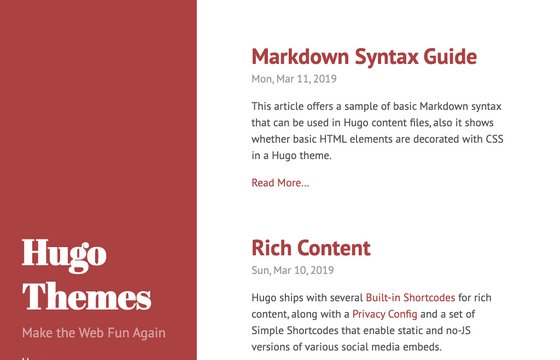 Hugo
Themes
Make the Web Fun Again
Markdown Syntax Guide
Mon, Mar 11, 2019
This article offers a sample of basic Markdown syntax
that can be used in Hugo content files, also it shows
whether basic HTML elements are decorated with CSS
in a Hugo theme.
Read More…
Rich Content
Sun, Mar 10, 2019
Hugo ships with several Built-in Shortcodes for rich
content, along with a Privacy Config and a set of
Simple Shortcodes that enable static and no-JS
versions of various social media embeds.